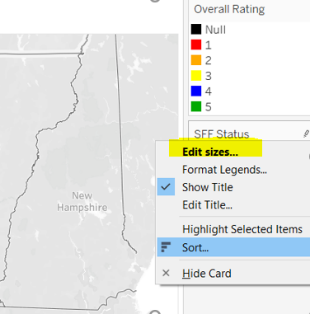 Overall Rating
Null
1
2
3
4
5
SFF Status
Edit sizes...
Format Legends...
Show Title
Edit Title...
Highlight Selected Items
Sort...
Hide Card
New
Hampshire